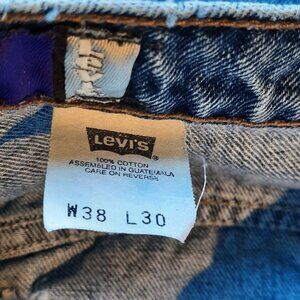 LEVI'S
100% COTTON
ASSEMBLED IN GUATEMALA
CARE ON REVERSE
W38 L30